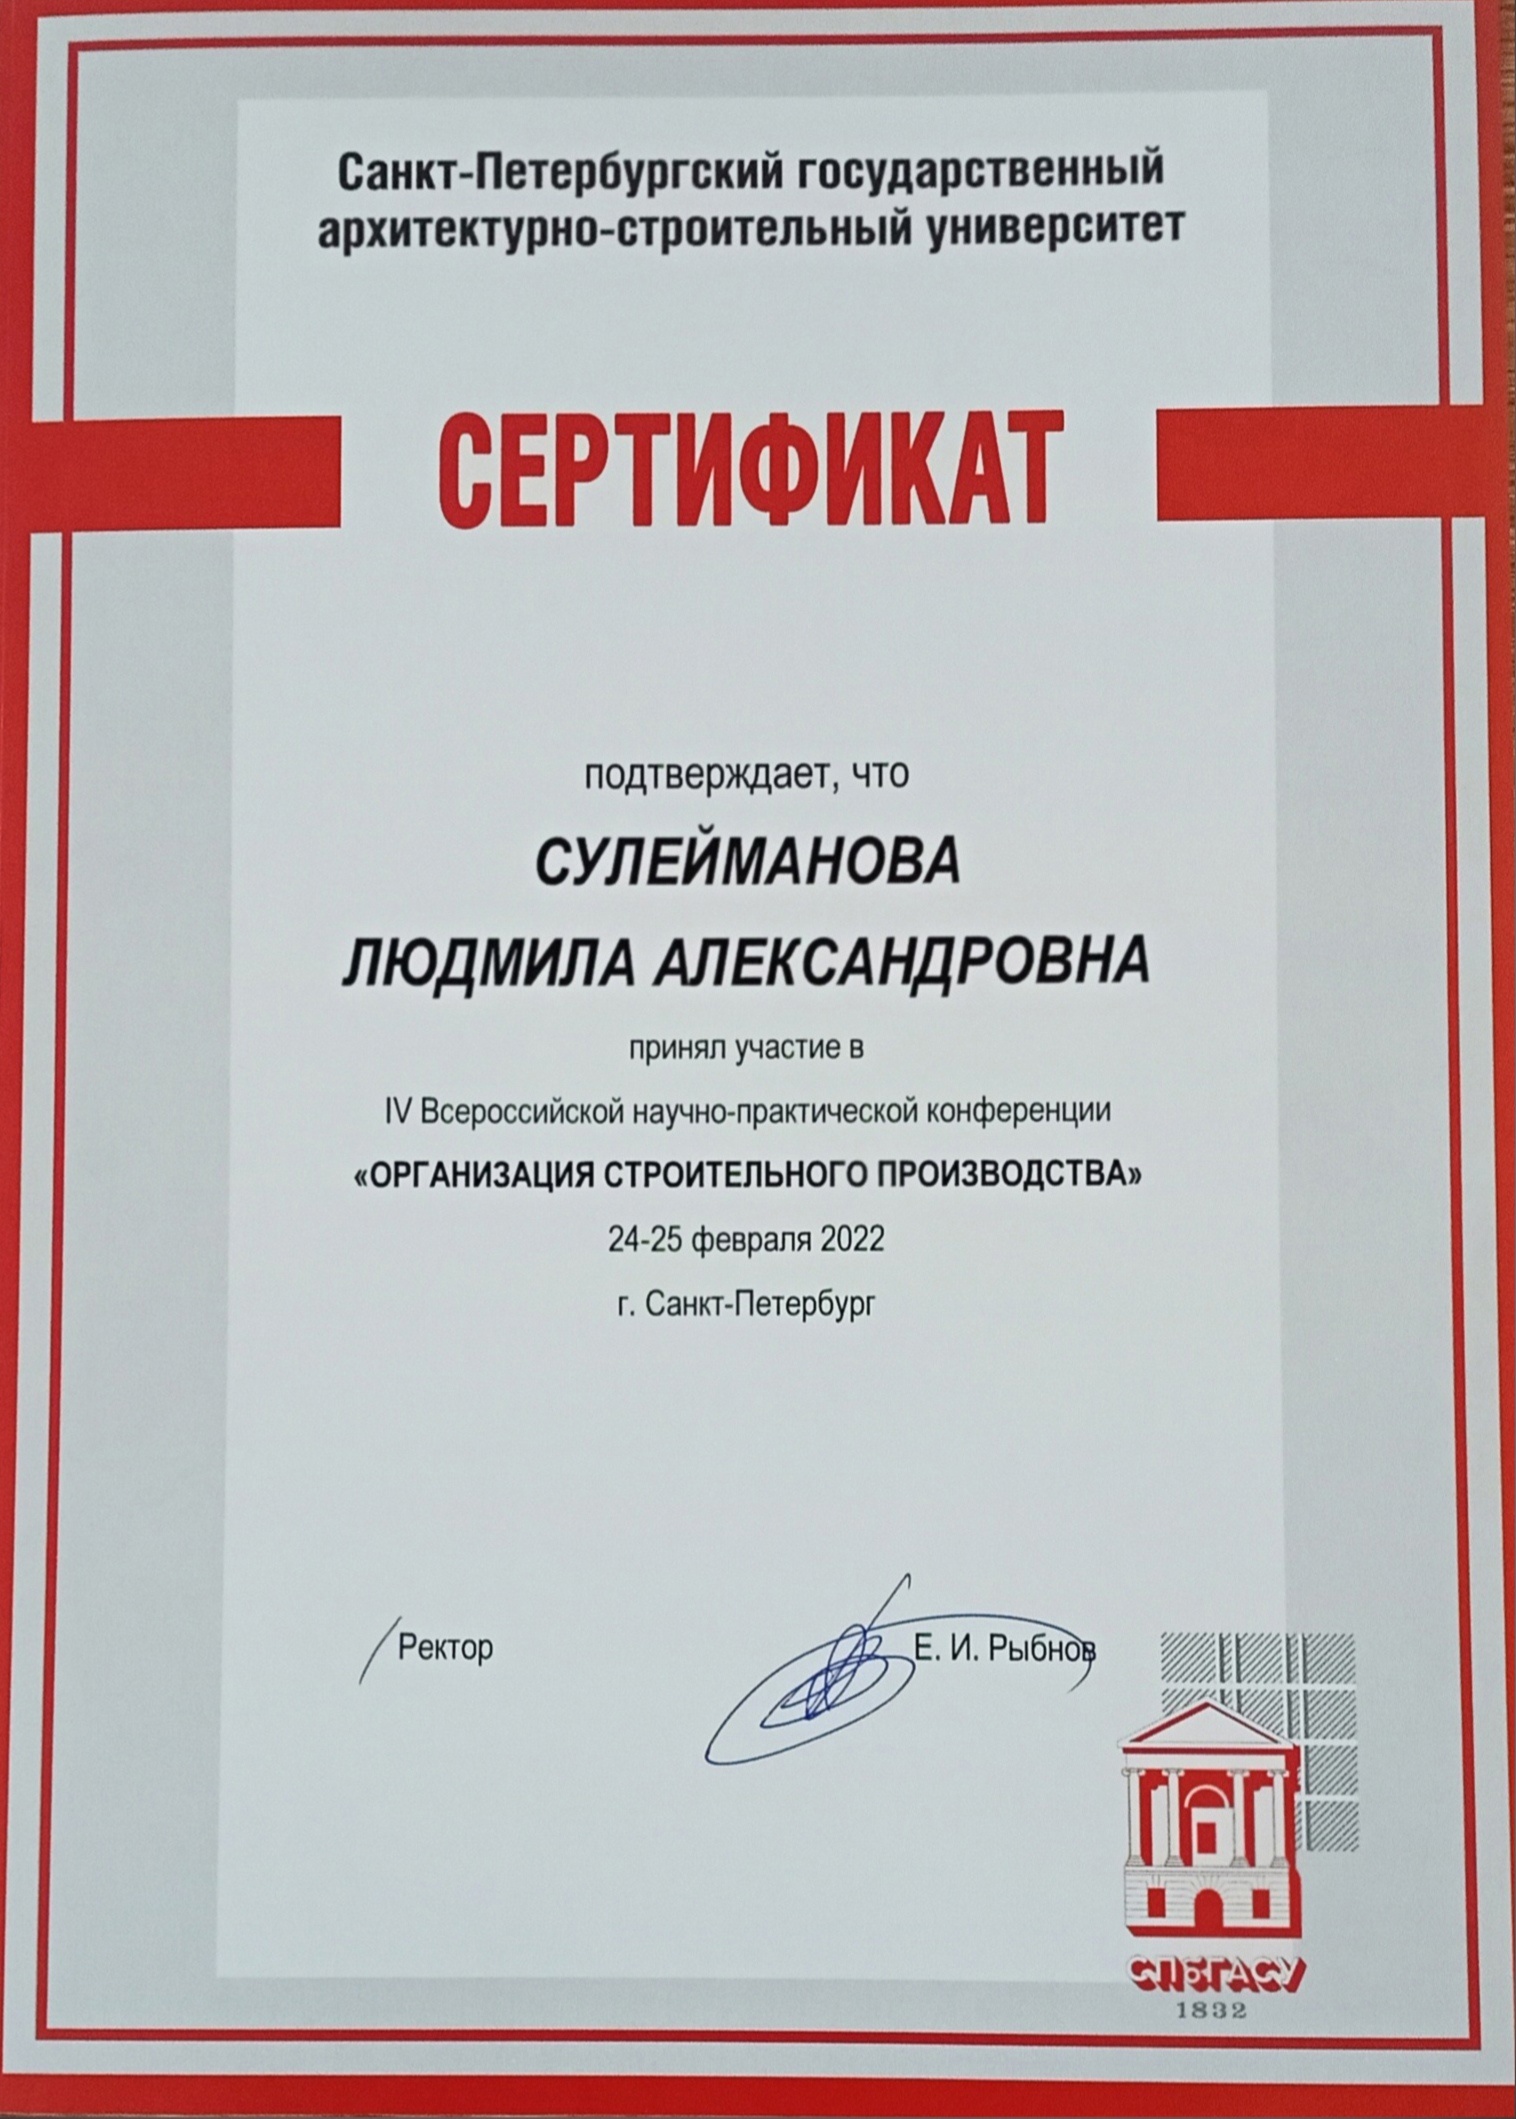 Санкт-Петербургский государственный
архитектурно-строительный университет
СЕРТИФИКАТ
подтверждает, что
СУЛЕЙМАНОВА
ЛЮДМИЛА АЛЕКСАНДРОВНА
принял участие в
IV Всероссийской научно-практической конференции
«ОРГАНИЗАЦИЯ СТРОИТЕЛЬНОГО ПРОИЗВОДСТВА»
24-25 февраля 2022
г. Санкт-Петербург
Ректор Е. И. Рыбнов
СПбГАСУ
1832